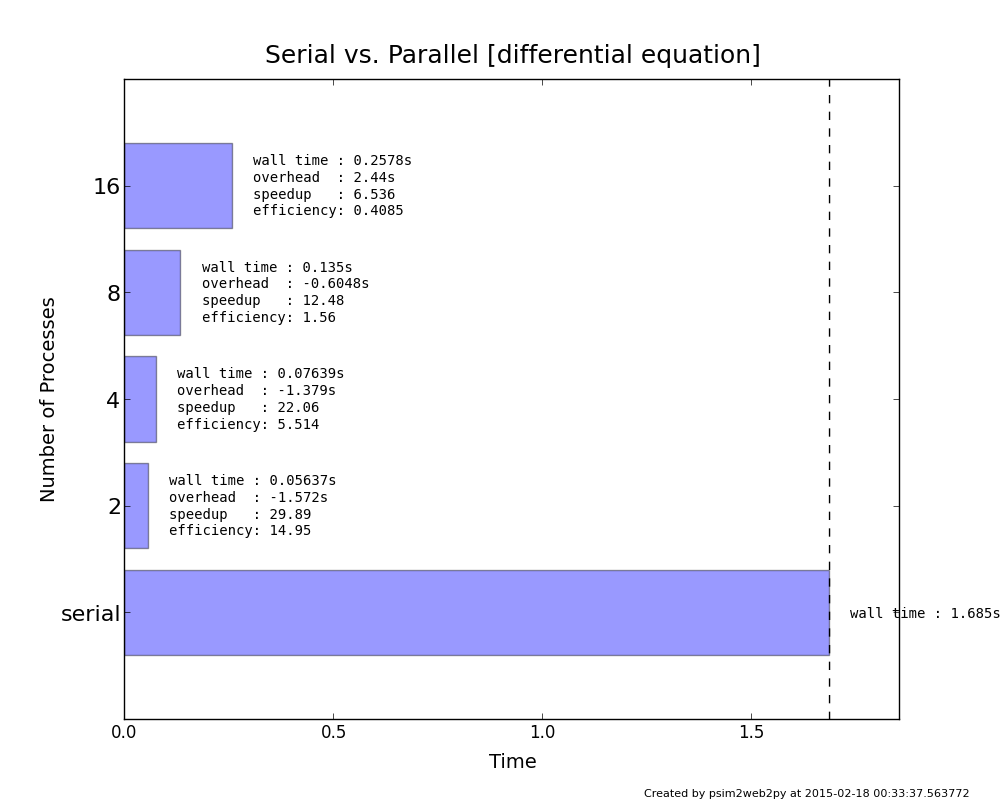 Serial vs. Parallel [differential equation]
16
wall time : 0.2578s
overhead  : 2.44s
speedup   : 6.536
efficiency: 0.4085
8
wall time : 0.135s
overhead  : -0.6048s
speedup   : 12.48
efficiency: 1.56
4
wall time : 0.07639s
overhead  : -1.379s
speedup   : 22.06
efficiency: 5.514
2
wall time : 0.05637s
overhead  : -1.572s
speedup   : 29.89
efficiency: 14.95
serial
wall time : 1.685s
Number of Processes
0.0 0.5 1.0 1.5
Time
Created by psim2web2py at 2015-02-18 00:33:37.563772